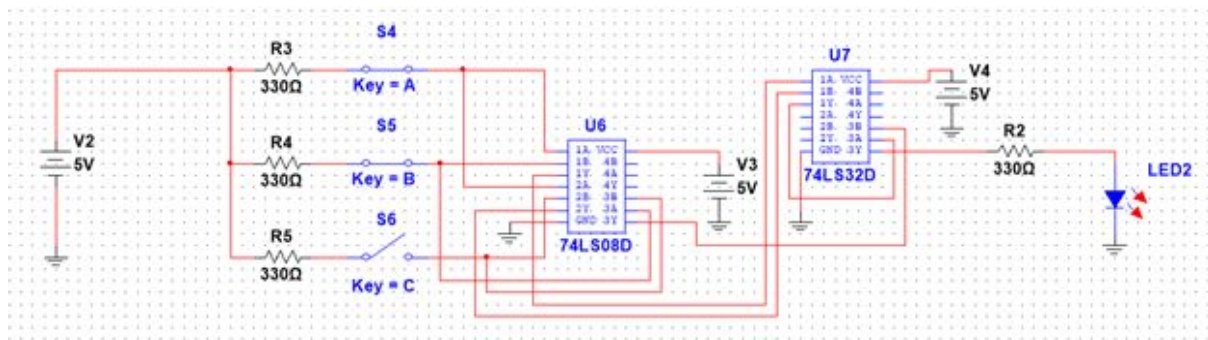 S4
R3
330Ω
Key = A
V2
5V
S5
R4
330Ω
Key = B
S6
R5
330Ω
Key = C
U6
1A VCC
1B 4B
1Y 4A
2A 4Y
2B 3B
2Y 3A
GND 3Y
74LS08D
V3
5V
U7
1A VCC
1B 4B
1Y 4A
2A 4Y
2B 3B
2Y 3A
GND 3Y
74LS32D
V4
5V
R2
330Ω
LED2